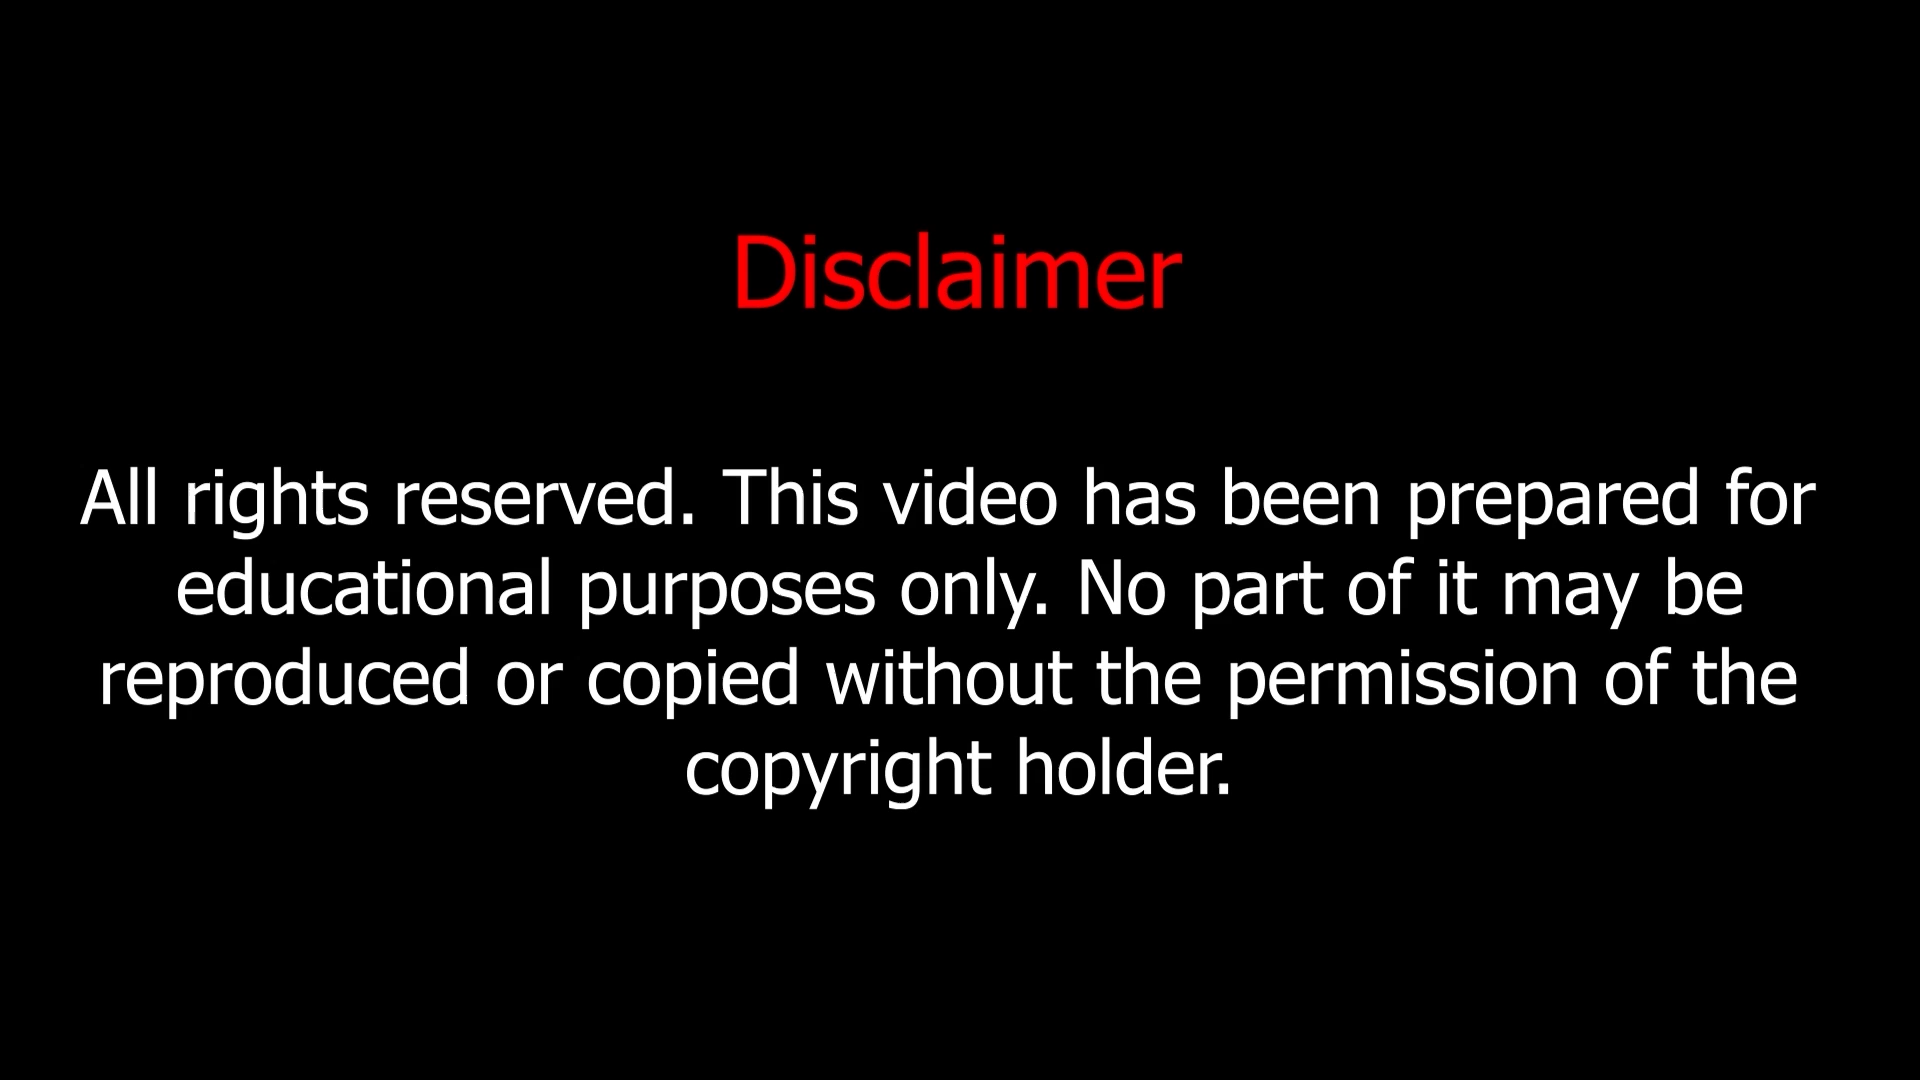 Disclaimer
All rights reserved. This video has been prepared for
educational purposes only. No part of it may be
reproduced or copied without the permission of the
copyright holder.